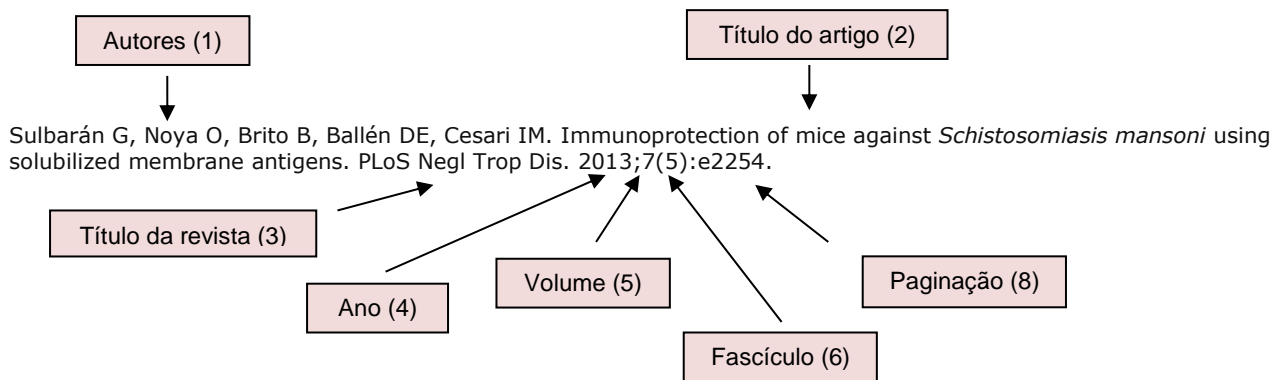 Autores (1)
Título do artigo (2)
Sulbarán G, Noya O, Brito B, Ballén DE, Cesari IM. Immunoprotection of mice against Schistosomiasis mansoni using
solubilized membrane antigens. PLoS Negl Trop Dis. 2013;7(5):e2254.
Título da revista (3)
Ano (4)
Volume (5)
Fascículo (6)
Paginação (8)